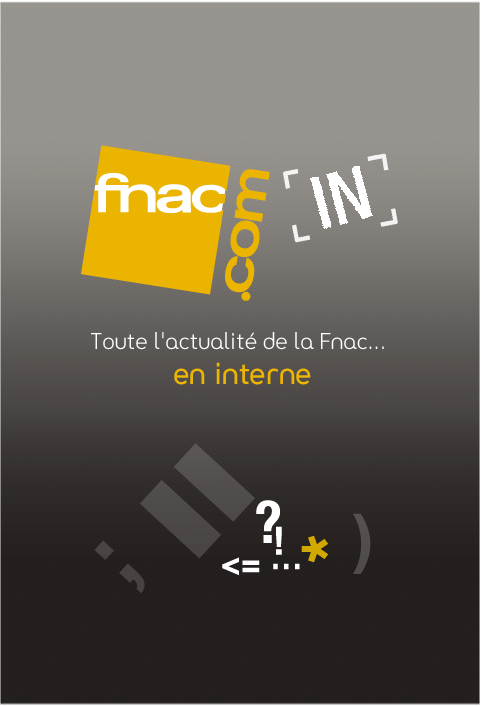 fnac
.com
IN
Toute l'actualité de la Fnac...
en interne
; ||
?
!
<= ... * )